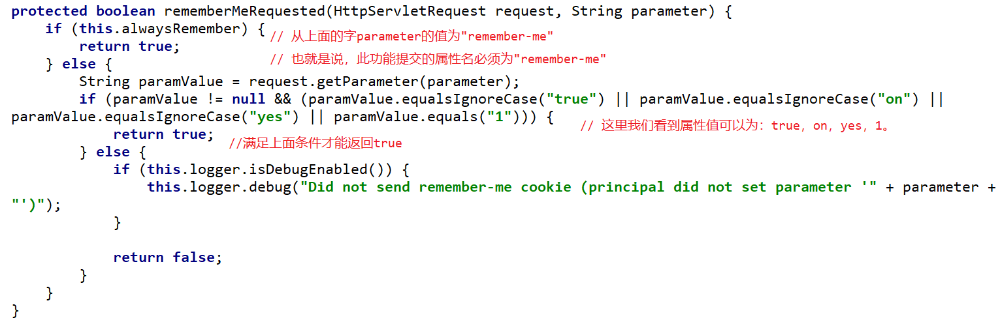 protected boolean rememberMeRequested(HttpServletRequest request, String parameter) {
if (this.alwaysRemember) {
// 从上面的字parameter的值为"remember-me"
return true;
// 也就是说，此功能提交的属性名必须为"remember-me"
} else {
String paramValue = request.getParameter(parameter);
if (paramValue != null && (paramValue.equalsIgnoreCase("true") || paramValue.equalsIgnoreCase("on") ||
paramValue.equalsIgnoreCase("yes") || paramValue.equals("1"))) {
// 这里我们看到属性值可以为：true，on，yes，1。
return true;
//满足上面条件才能返回true
} else {
if (this.logger.isDebugEnabled()) {
this.logger.debug("Did not send remember-me cookie (principal did not set parameter '" + parameter +
"')");
}
return false;
}
}
}